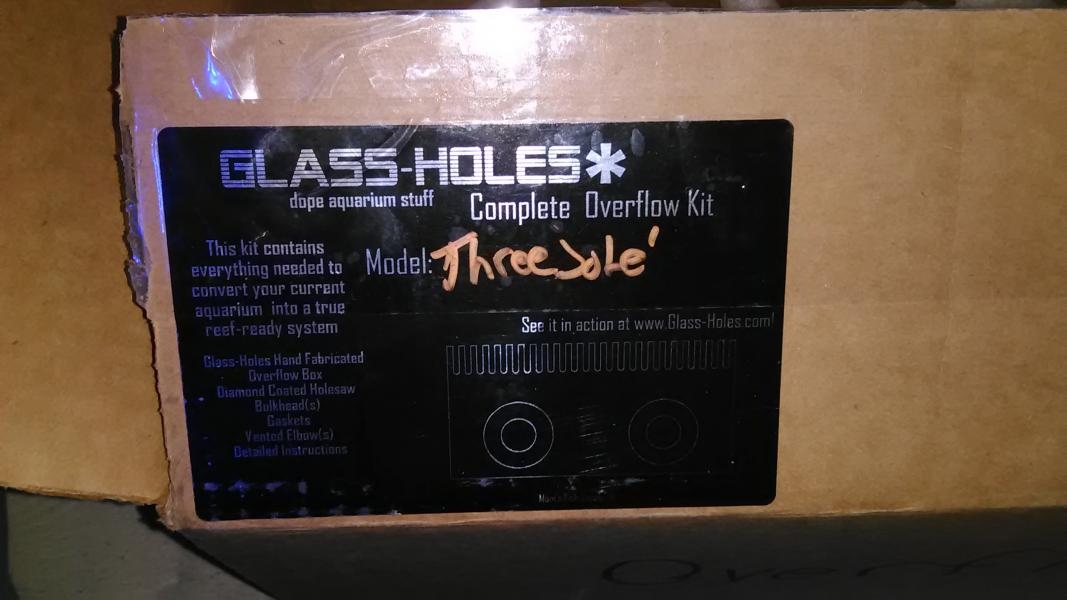 GLASS-HOLES*
dope aquarium stuff
Complete Overflow Kit
This kit contains
everything needed to
convert your current
aquarium into a true
reef-ready system
Model:
See it in action at www.Glass-Holes.com!
Glass-Holes Hand Fabricated
Overflow Box
Diamond Coated Holesaw
Bulkhead(s)
Gaskets
Vented Elbow(s)
Detailed Instructions